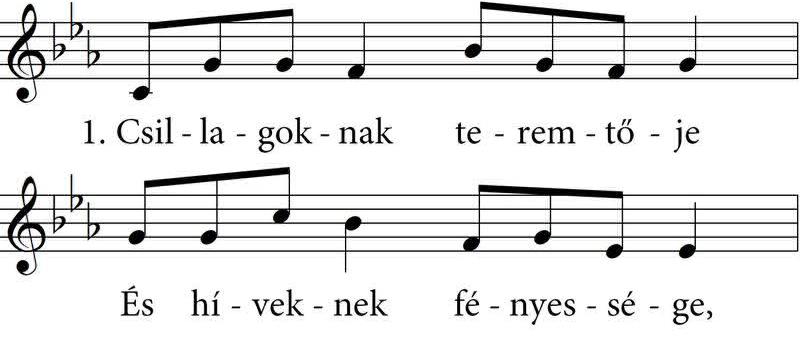 1. Csil - la - gok - nak te - rem - tő - je
És hí - vek - nek fé - nyes - sé - ge,